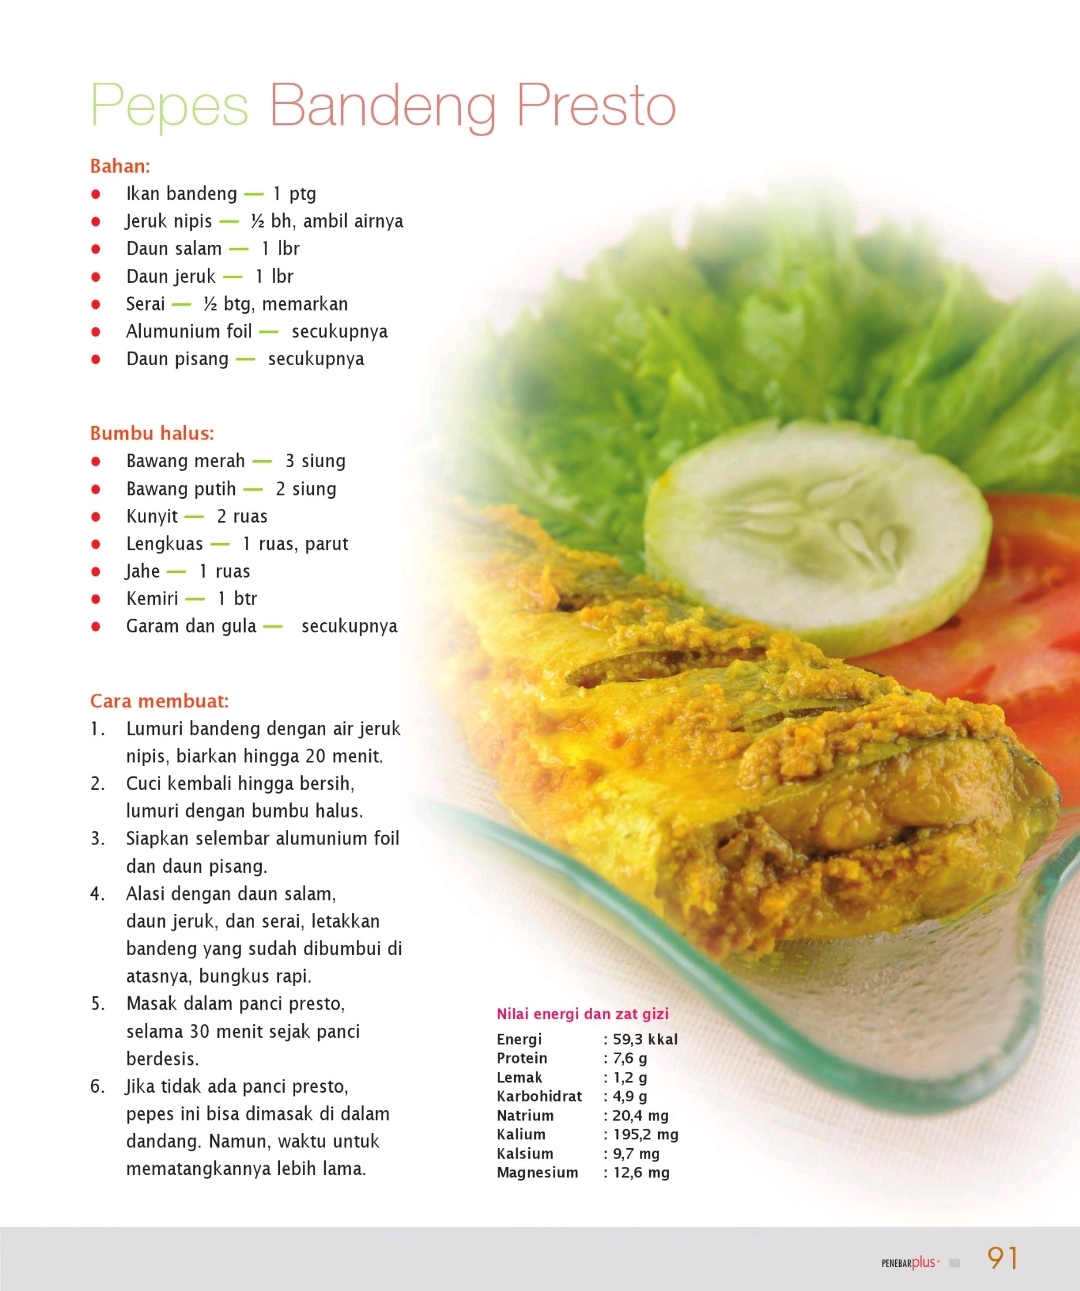 Pepes Bandeng Presto
Bahan:
• Ikan bandeng — 1 ptg
• Jeruk nipis — ½ bh, ambil airnya
• Daun salam — 1 lbr
• Daun jeruk — 1 lbr
• Serai — ½ btg, memarkan
• Alumunium foil — secukupnya
• Daun pisang — secukupnya
Bumbu halus:
• Bawang merah — 3 siung
• Bawang putih — 2 siung
• Kunyit — 2 ruas
• Lengkuas — 1 ruas, parut
• Jahe — 1 ruas
• Kemiri — 1 btr
• Garam dan gula — secukupnya
Cara membuat:
1. Lumuri bandeng dengan air jeruk
nipis, biarkan hingga 20 menit.
2. Cuci kembali hingga bersih,
lumuri dengan bumbu halus.
3. Siapkan selembar alumunium foil
dan daun pisang.
4. Alasi dengan daun salam,
daun jeruk, dan serai, letakkan
bandeng yang sudah dibumbui di
atasnya, bungkus rapi.
5. Masak dalam panci presto,
selama 30 menit sejak panci
berdesis.
6. Jika tidak ada panci presto,
pepes ini bisa dimasak di dalam
dandang. Namun, waktu untuk
mematangkannya lebih lama.
Nilai energi dan zat gizi
Energi : 59,3 kkal
Protein : 7,6 g
Lemak : 1,2 g
Karbohidrat : 4,9 g
Natrium : 20,4 mg
Kalium : 195,2 mg
Kalsium : 9,7 mg
Magnesium : 12,6 mg
PENEBARplus+ 91